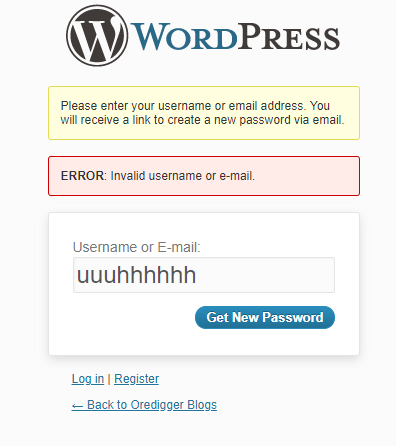 WORDPRESS
Please enter your username or email address. You
will receive a link to create a new password via email.
ERROR: Invalid username or e-mail.
Username or E-mail:
uuuhhhhhh
Get New Password
Log in | Register
← Back to Oredigger Blogs